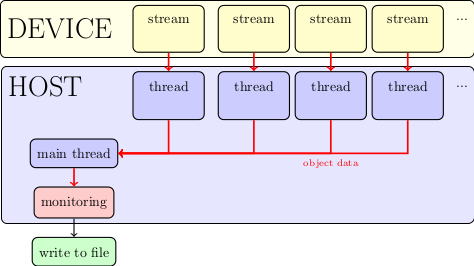 DEVICE
stream stream stream stream ...
HOST
thread thread thread thread ...
main thread
object data
monitoring
write to file